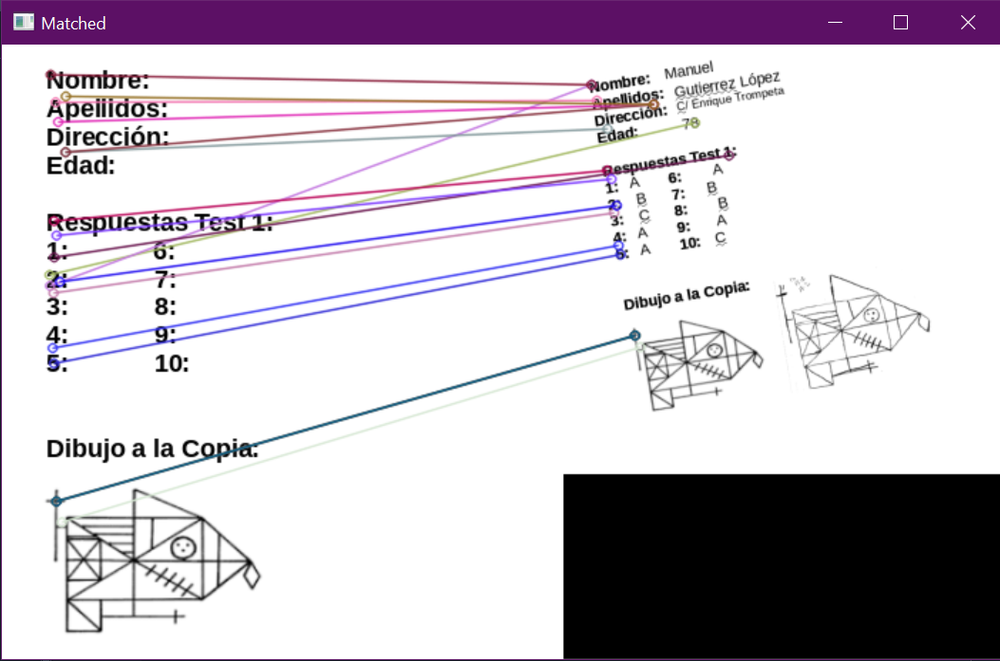 Matched
Nombre:
Apellidos:
Dirección:
Edad:
Respuestas Test 1:
1: 6:
2: 7:
3: 8:
4: 9:
5: 10:
Dibujo a la Copia:
Nombre: Manuel
Apellidos: Gutierrez López
Dirección: C/ Enrique Trompeta
Edad: 78
Respuestas Test 1:
1: A 6: A
2: B 7: B
3: C 8: B
4: A 9: A
5: A 10: C
Dibujo a la Copia: